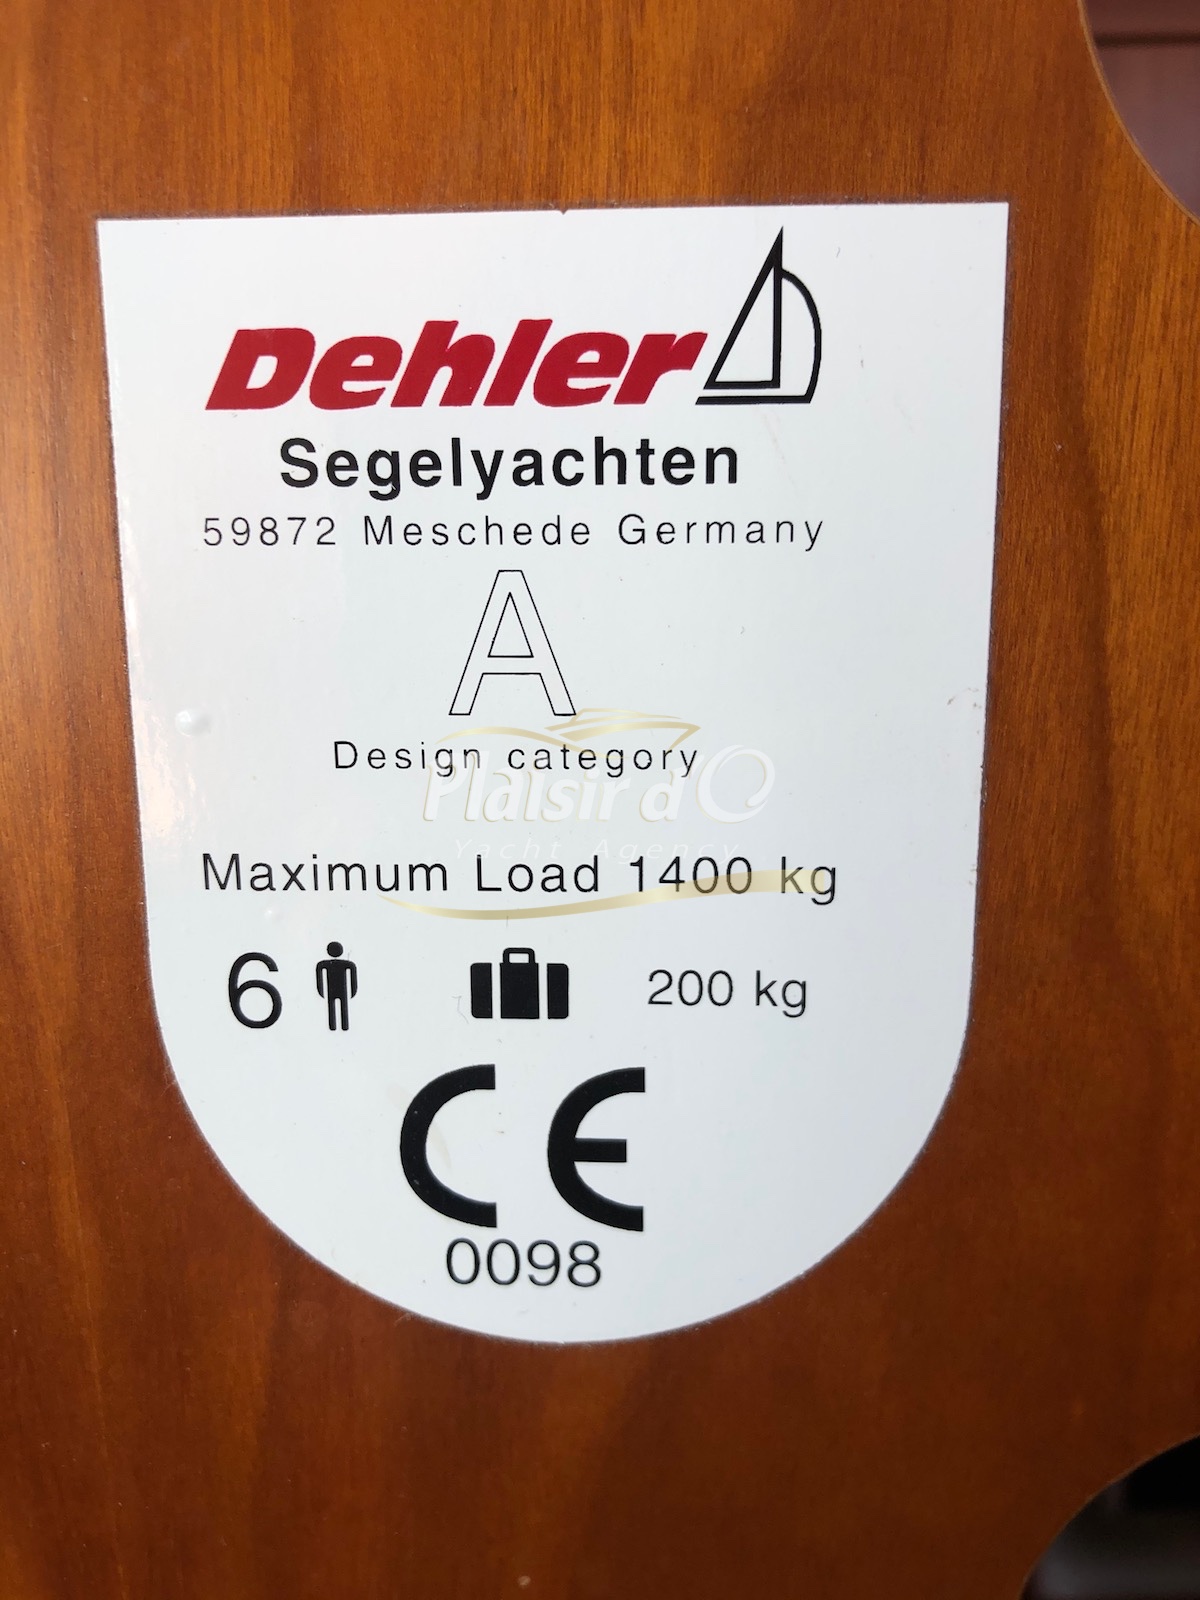 Dehler
Segelyachten
59872 Meschede Germany
A
Design category
Plaisir d'O
Yacht Agency
Maximum Load 1400 kg
6 200 kg
CE
0098